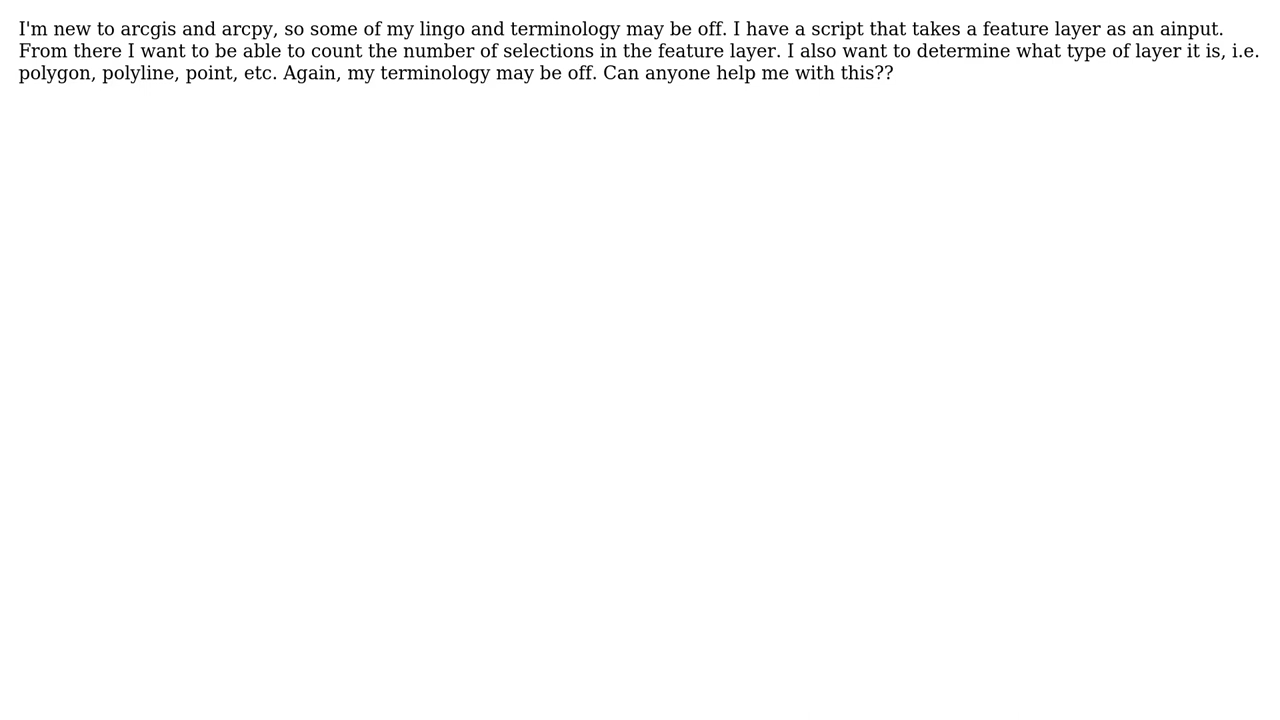 I'm new to arcgis and arcpy, so some of my lingo and terminology may be off. I have a script that takes a feature layer as an ainput.
From there I want to be able to count the number of selections in the feature layer. I also want to determine what type of layer it is, i.e.
polygon, polyline, point, etc. Again, my terminology may be off. Can anyone help me with this??